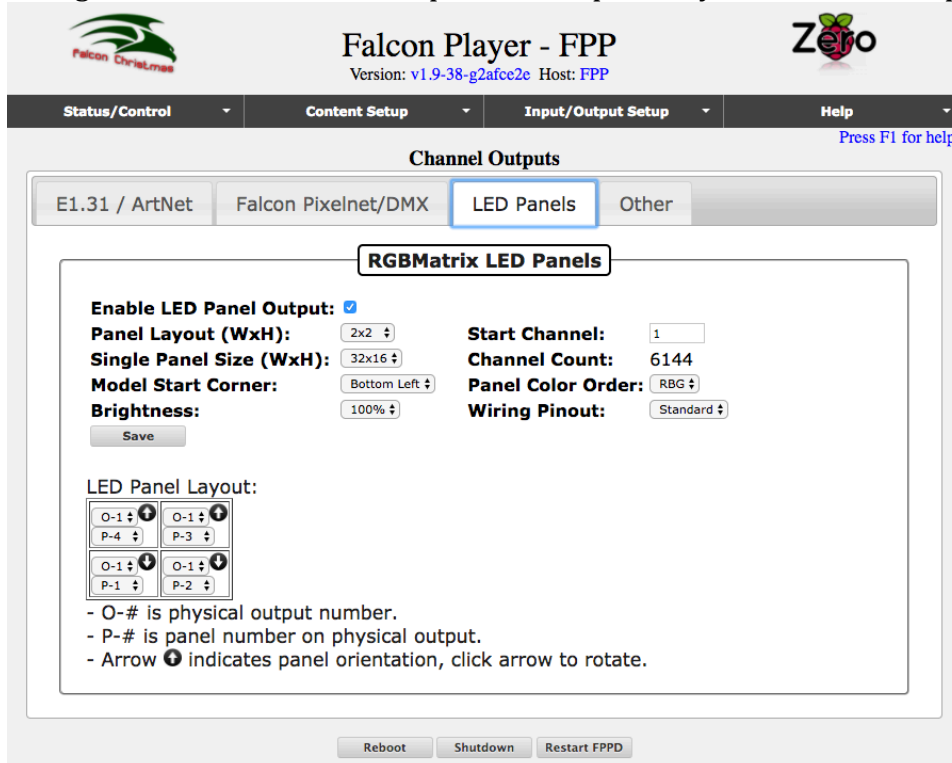 Falcon Christmas
Falcon Player - FPP
Zero
Version: v1.9-38-g2afce2e Host: FPP
Status/Control
Content Setup
Input/Output Setup
Help
Press F1 for help
Channel Outputs
E1.31 / ArtNet
Falcon Pixelnet/DMX
LED Panels
Other
RGBMatrix LED Panels
Enable LED Panel Output:
Panel Layout (WxH): 2x2 Start Channel: 1
Single Panel Size (WxH): 32x16 Channel Count: 6144
Model Start Corner: Bottom Left Panel Color Order: RBG
Brightness: 100% Wiring Pinout: Standard
Save
LED Panel Layout:
O-1 O-1
P-4 P-3
O-1 O-1
P-1 P-2
- O-# is physical output number.
- P-# is panel number on physical output.
- Arrow indicates panel orientation, click arrow to rotate.
Reboot Shutdown Restart FPPD